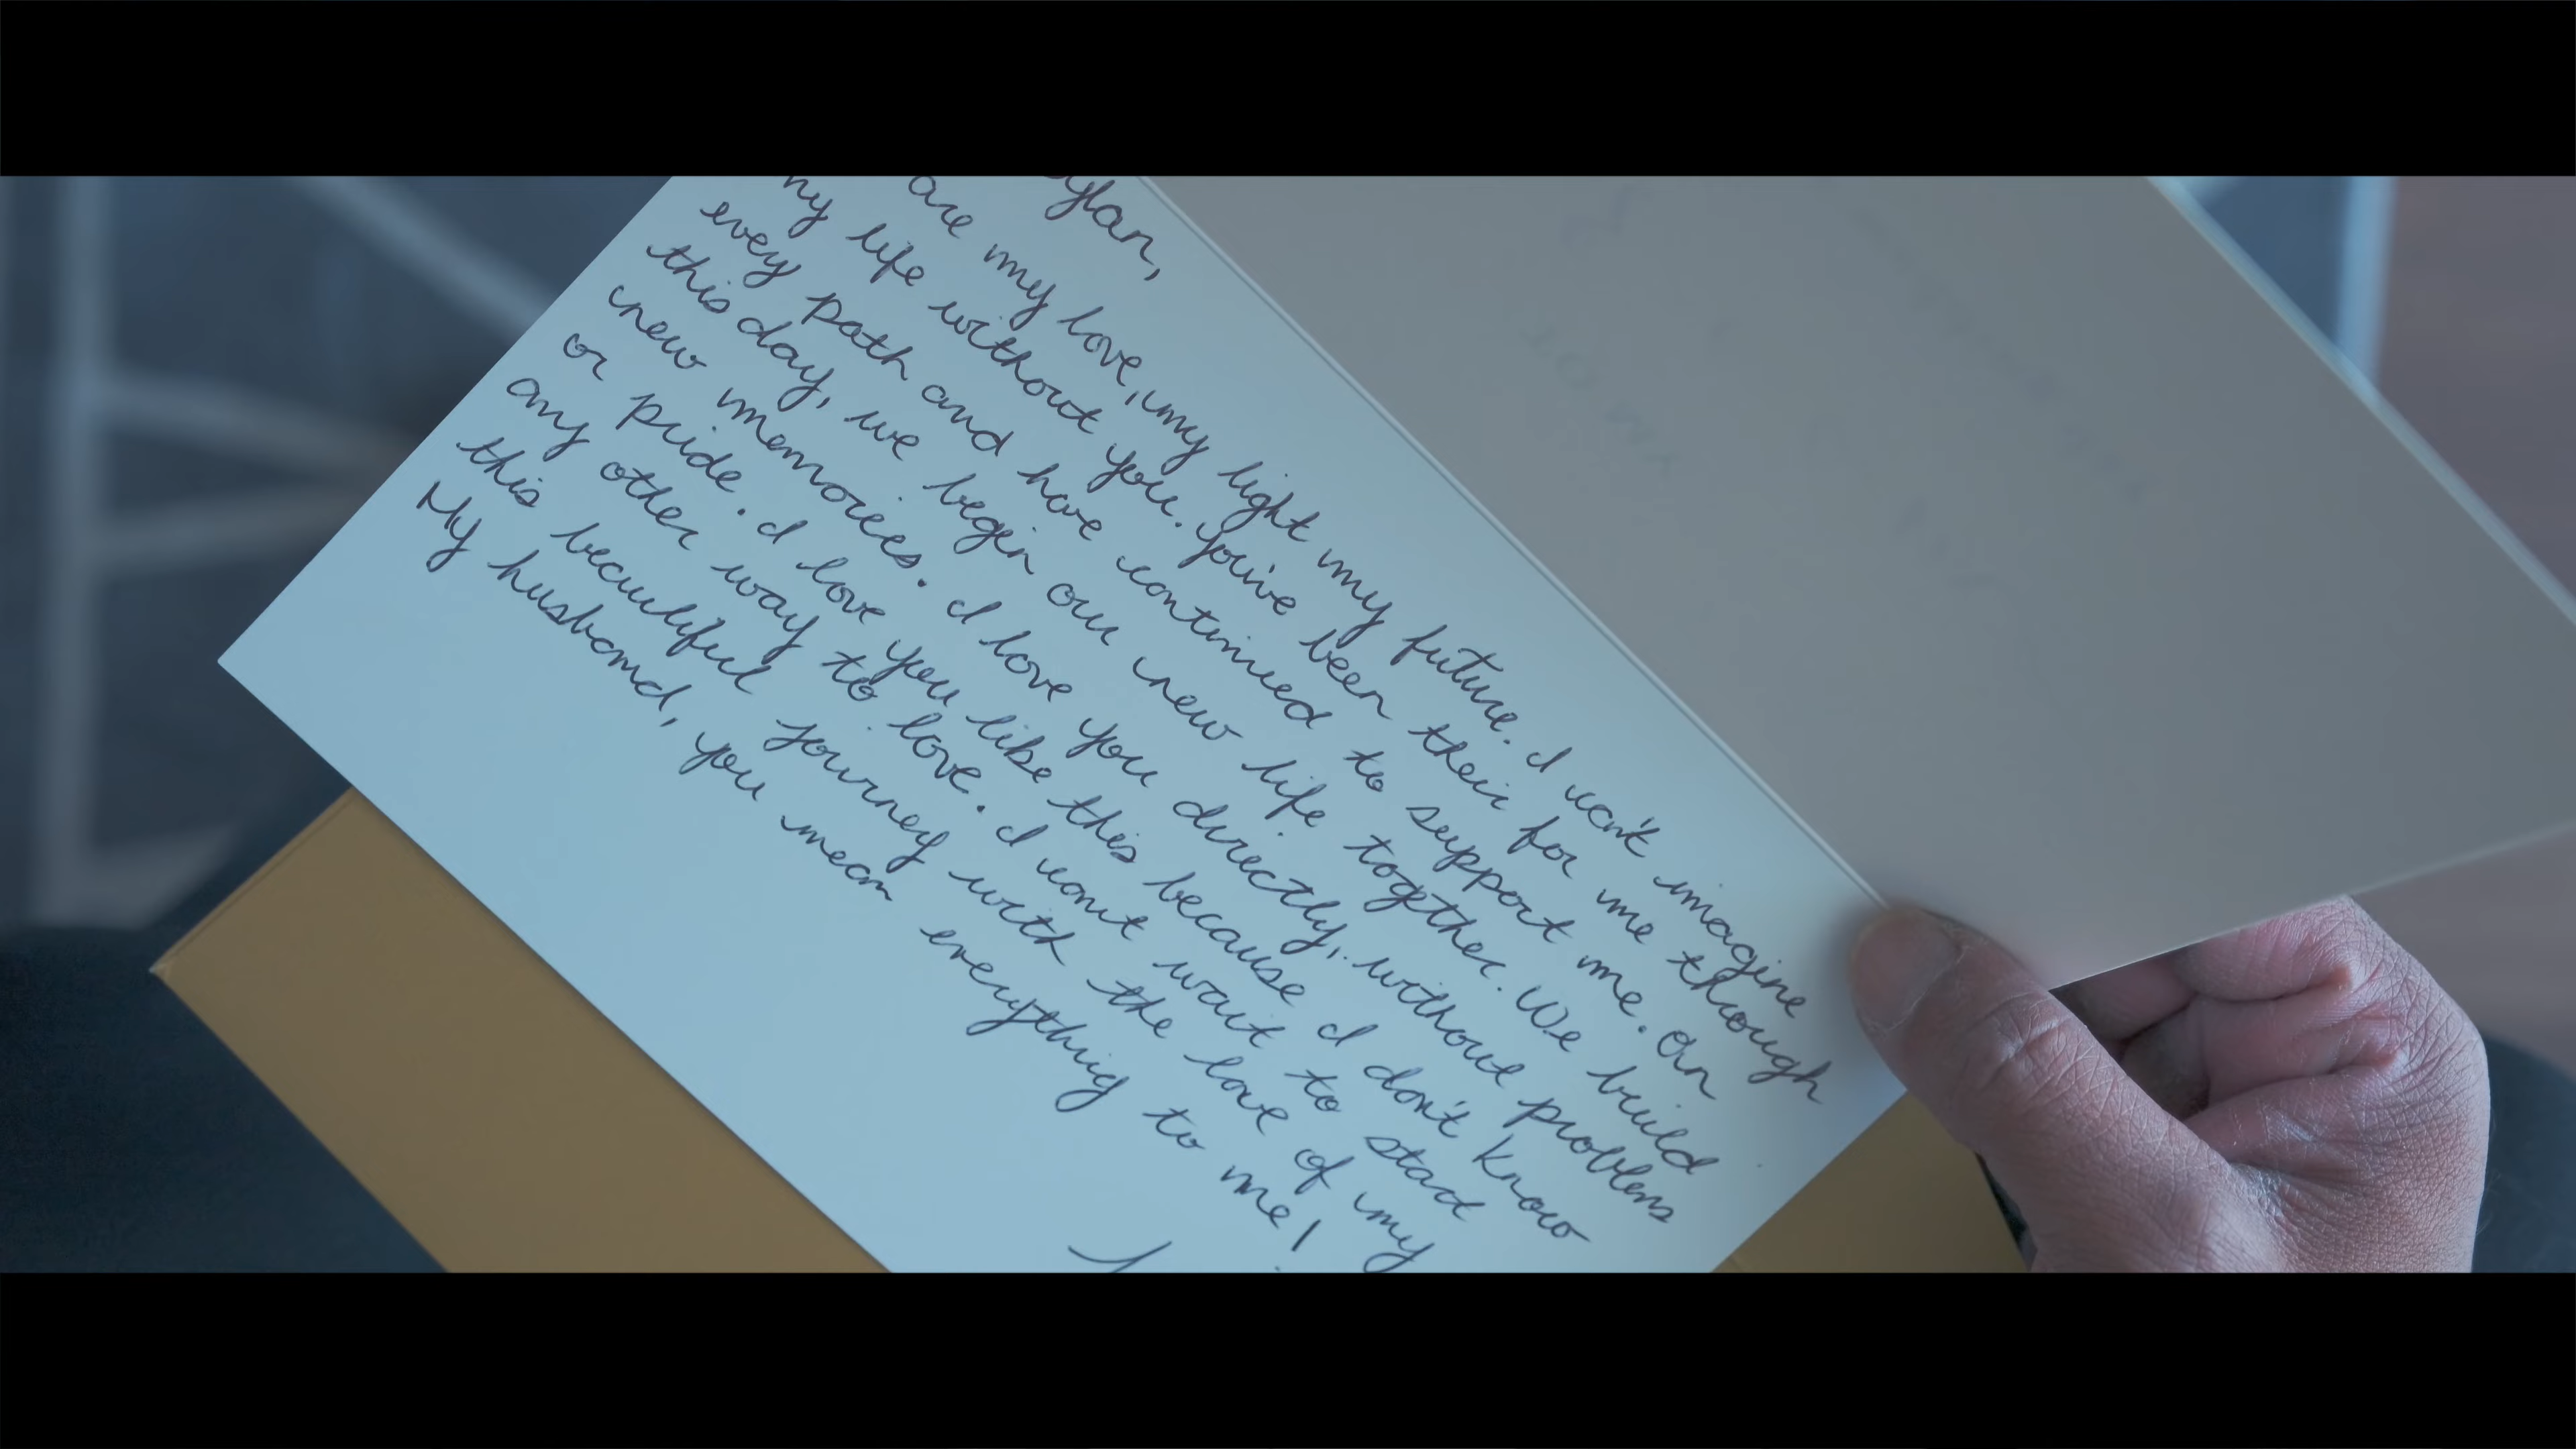 ylan,
are my love, my light my future. I can't imagine
my life without you. You've been their for me though
every path and have continued to support me. On
this day, we begin our new life together. We build
new memories. I love you directly, without problems
or pride. I love you like this because I don't know
any other way to love. I want wait to start
this beautiful journey with the love of my
My husband, you mean everything to me!